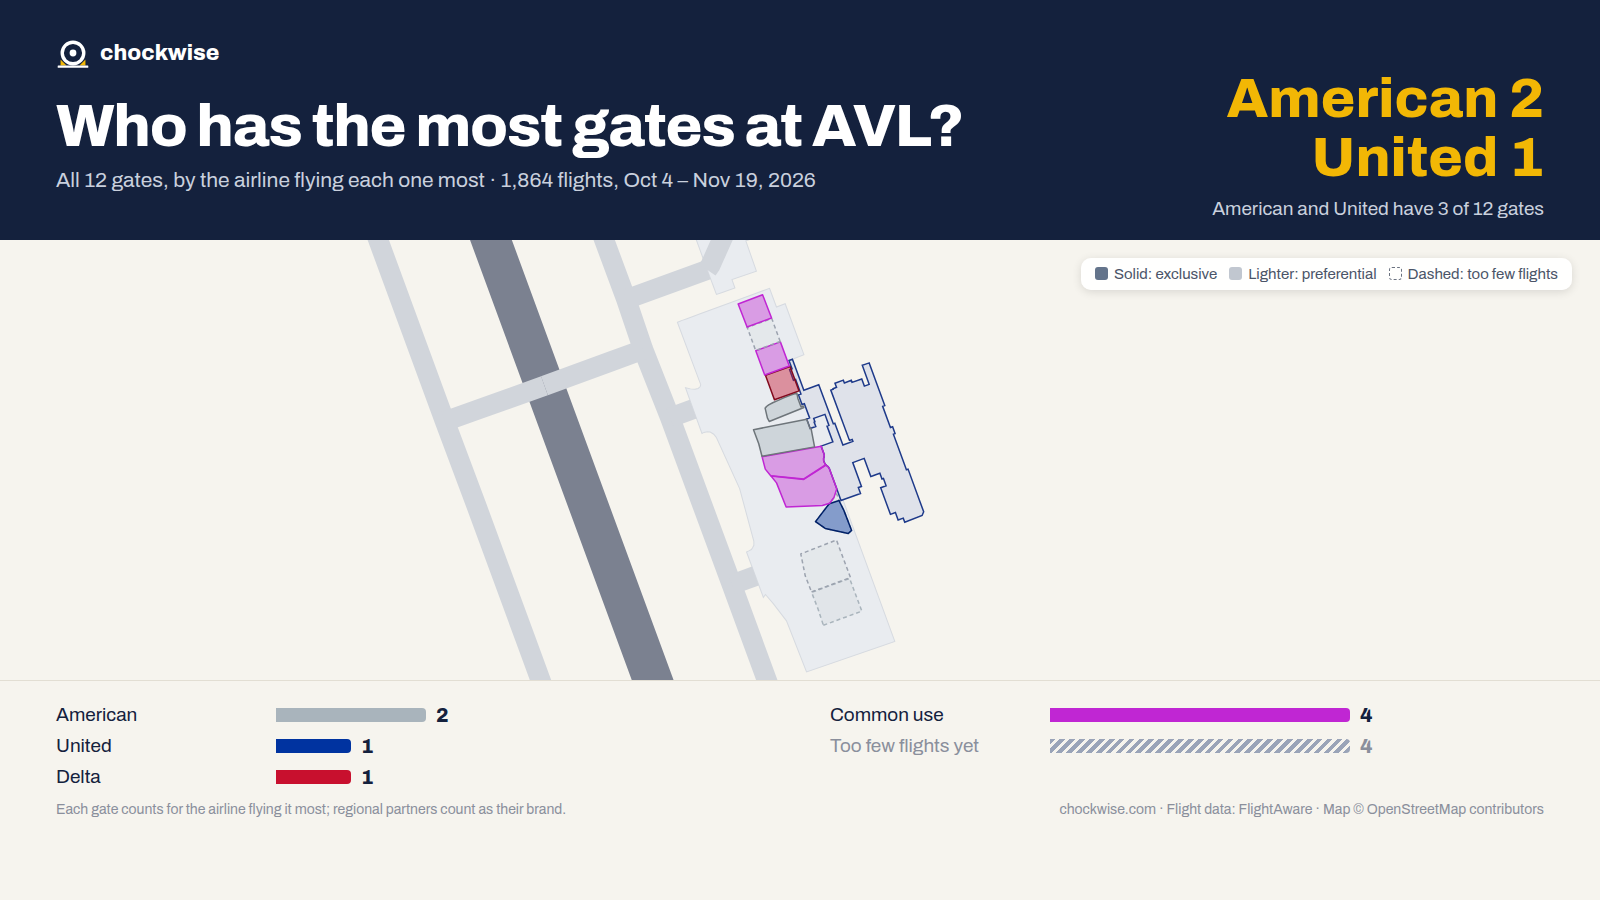 chockwise
Who has the most gates at AVL?
All 12 gates, by the airline flying each one most · 1,864 flights, Oct 4 – Nov 19, 2026
American 2
United 1
American and United have 3 of 12 gates
Solid: exclusive Lighter: preferential Dashed: too few flights
American 2
United 1
Delta 1
Common use 4
Too few flights yet 4
Each gate counts for the airline flying it most; regional partners count as their brand.
chockwise.com · Flight data: FlightAware · Map © OpenStreetMap contributors